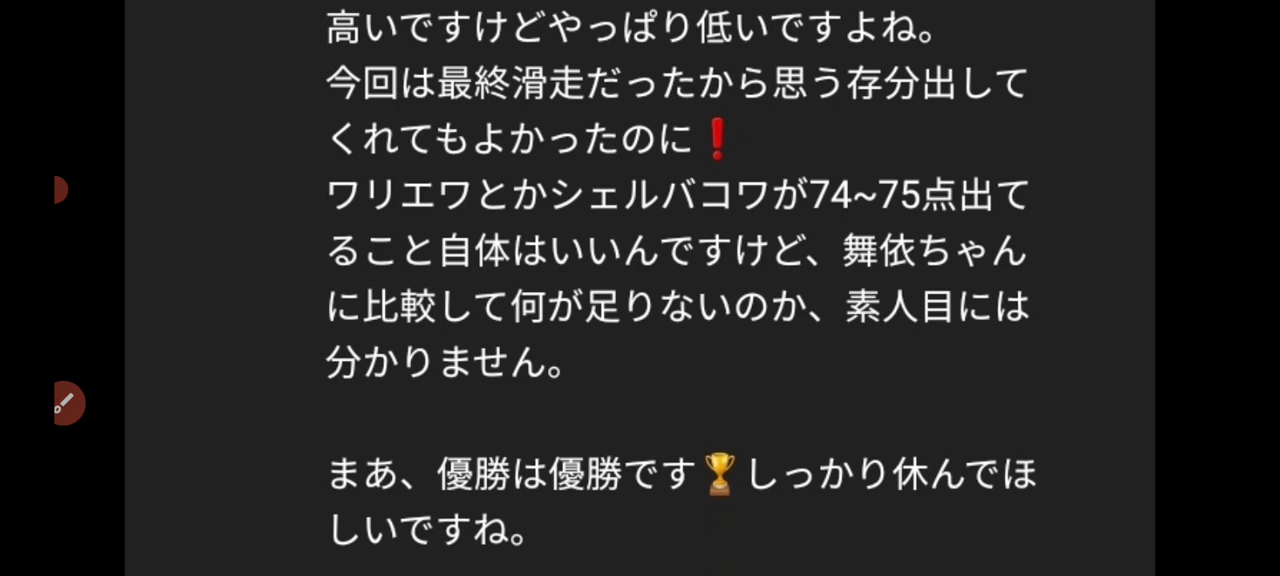 高いですけどやっぱり低いですよね。
今回は最終滑走だったから思う存分出して
くれてもよかったのに❗
ワリエワとかシェルバコワが74~75点出て
ること自体はいいんですけど、舞依ちゃん
に比較して何が足りないのか、素人目には
分かりません。
まあ、優勝は優勝です🏆しっかり休んでほ
しいですね。